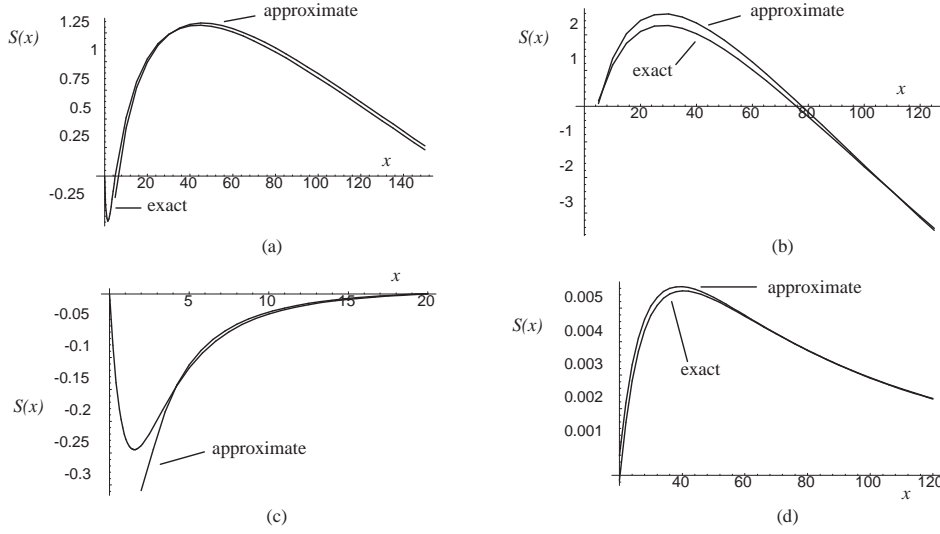 1.25
approximate
S(x)
1
0.75
0.5
0.25
x
20 40 60 80 100 120 140
-0.25
exact
(a)
2
approximate
S(x)
1
exact
x
20 40 60 80 100 120
-1
-2
-3
(b)
x
5 10 15 20
-0.05
-0.1
-0.15
S(x)
-0.2
-0.25
approximate
-0.3
(c)
0.005
approximate
S(x)
0.004
0.003
exact
0.002
0.001
40 60 80 100 120
x
(d)